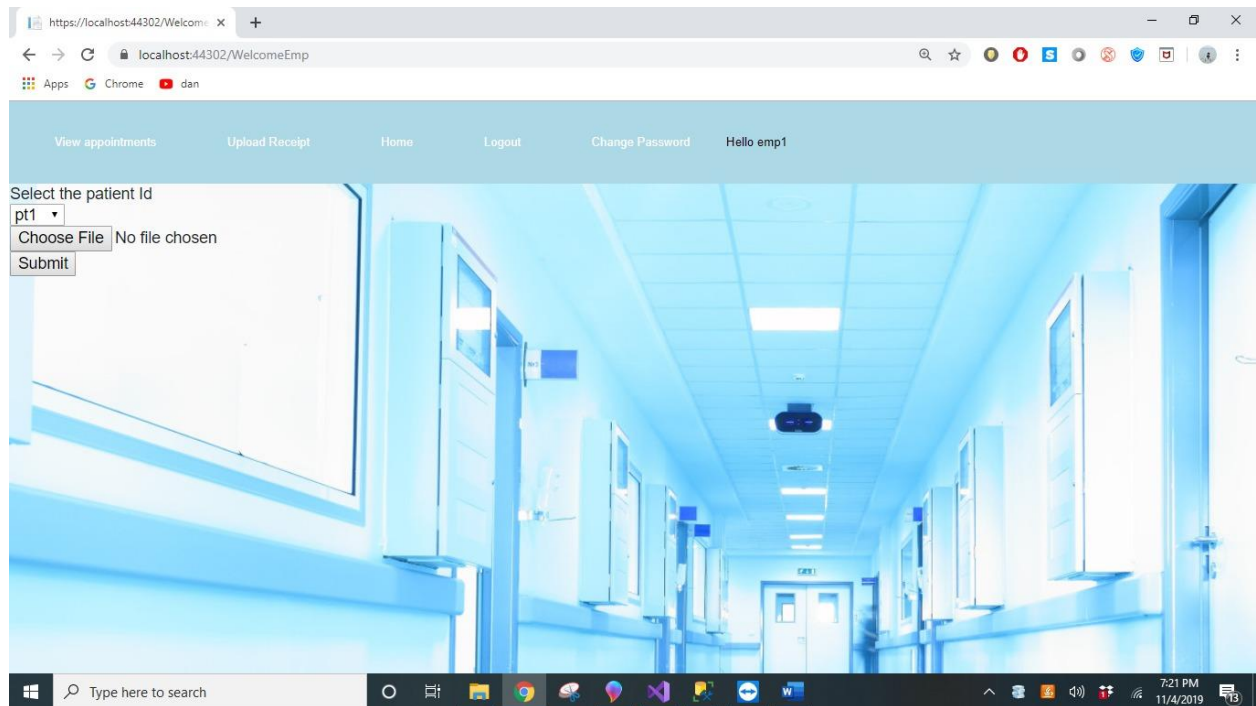 https://localhost:44302/Welcome
localhost:44302/WelcomeEmp
Apps Chrome dan
View appointments Upload Receipt Home Logout Change Password Hello emp1
Select the patient Id
pt1
Choose File No file chosen
Submit
Type here to search
7:21 PM
11/4/2019
13